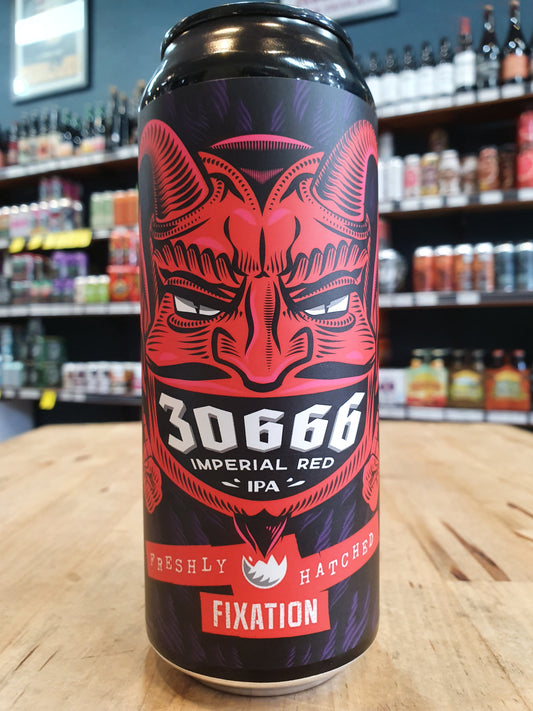 30666
IMPERIAL RED
IPA
FRESHLY HATCHED
FIXATION